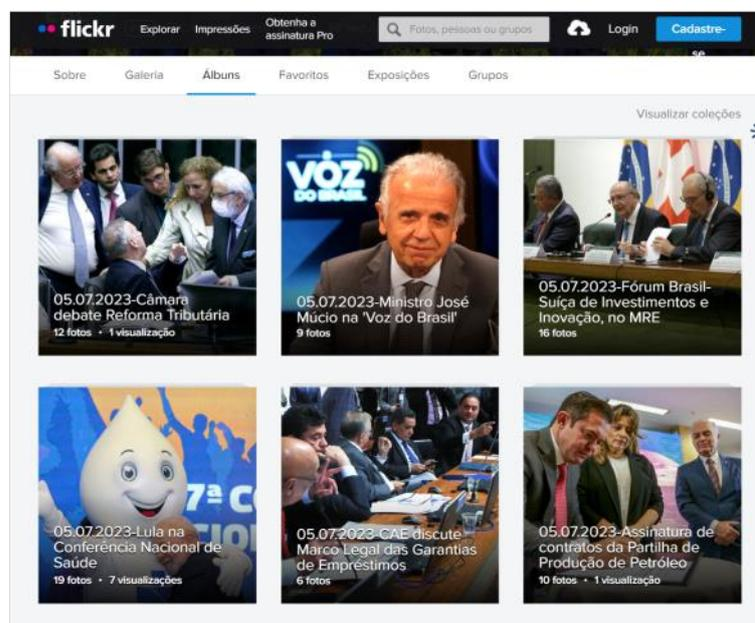 flickr
Explorar
Impressões
Obtenha a
assinatura Pro
Fotos, pessoas ou grupos
Login
Cadastre-
se
Sobre
Galeria
Álbuns
Favoritos
Exposições
Grupos
Visualizar coleções
05.07.2023-Câmara
debate Reforma Tributária
12 fotos • 1 visualização
VOZ
DO BRASIL
05.07.2023-Ministro José
Múcio na 'Voz do Brasil'
9 fotos
05.07.2023-Fórum Brasil-
Suíça de Investimentos e
Inovação, no MRE
16 fotos
7ª C
05.07.2023-Lula na
Conferência Nacional de
Saúde
19 fotos • 7 visualizações
05.07.2023-CAE discute
Marco Legal das Garantias
de Empréstimos
6 fotos
05.07.2023-Assinatura de
contratos da Partilha de
Produção de Petróleo
10 fotos • 1 visualização